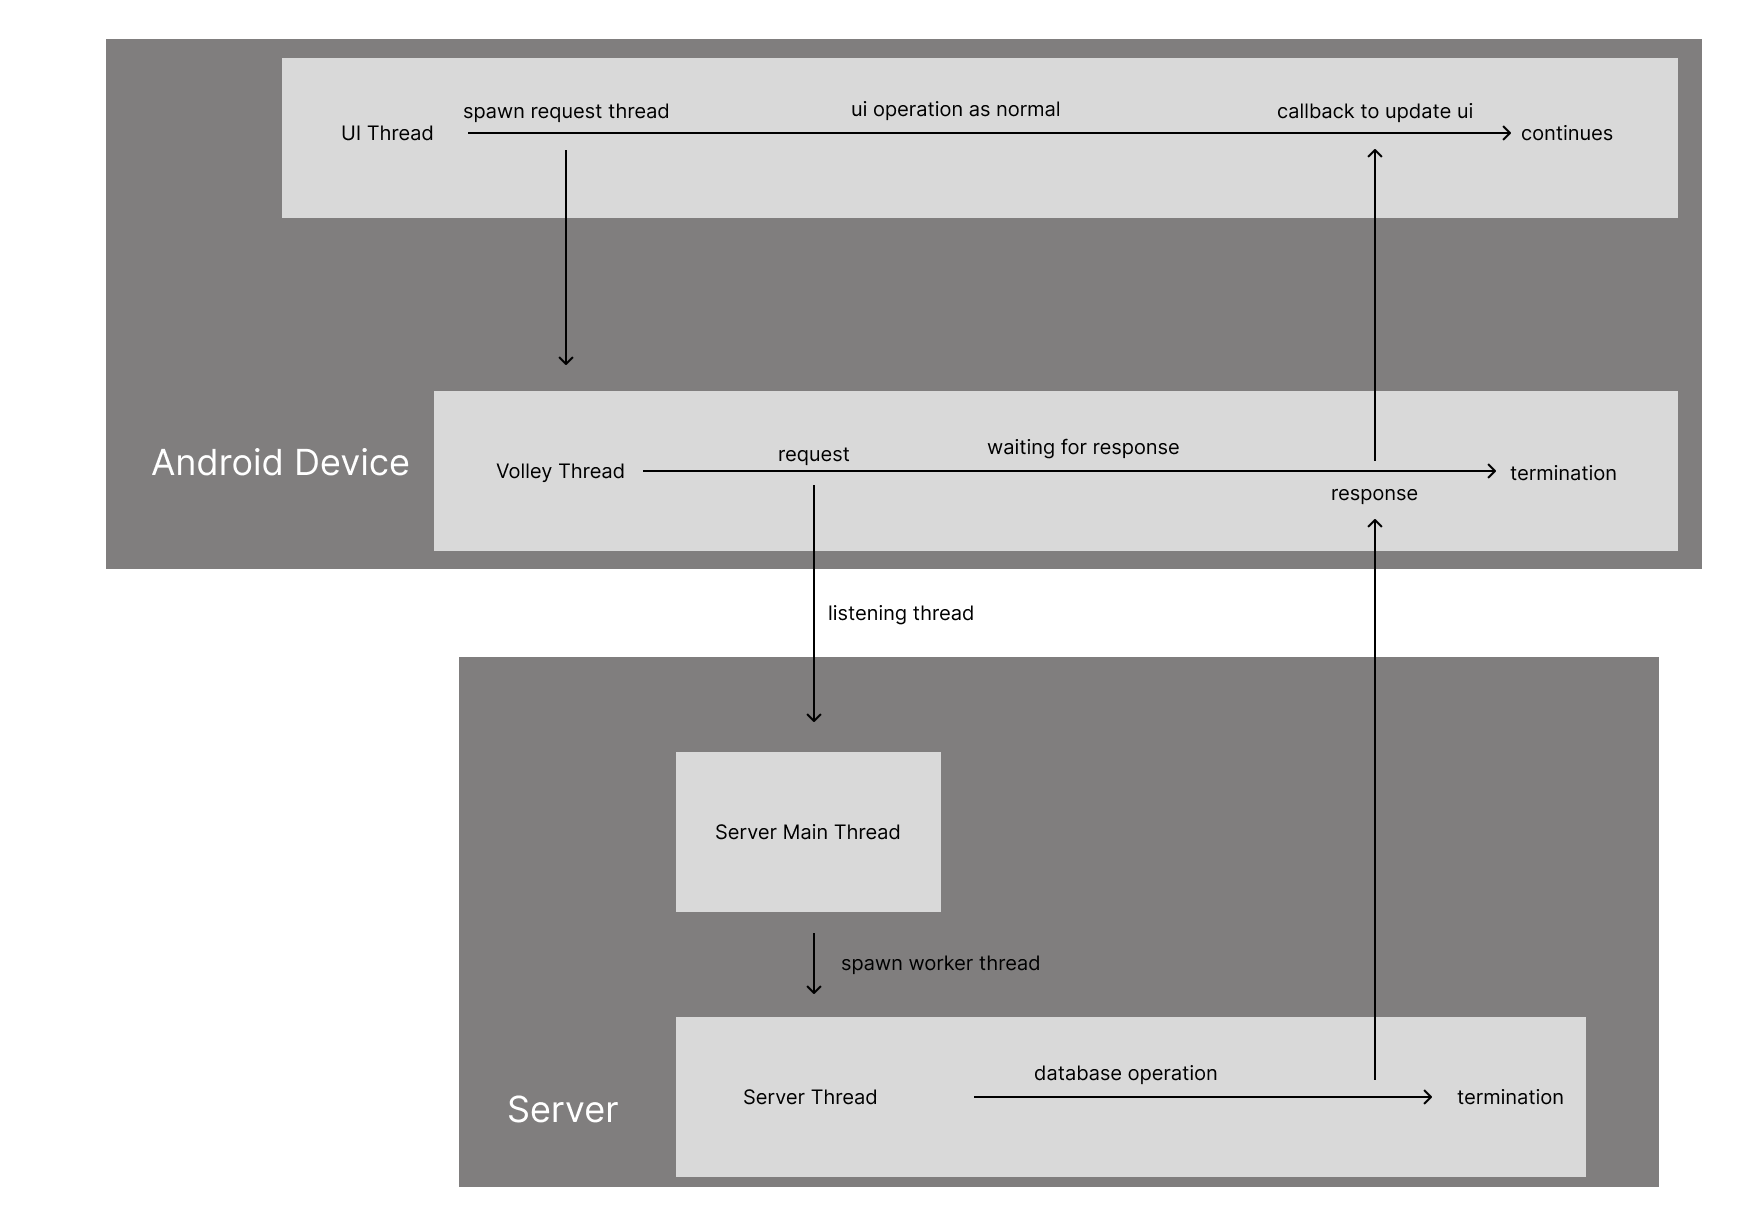 spawn request thread
ui operation as normal
callback to update ui
UI Thread
continues
Android Device
Volley Thread
request
waiting for response
termination
response
listening thread
Server Main Thread
spawn worker thread
Server
Server Thread
database operation
termination